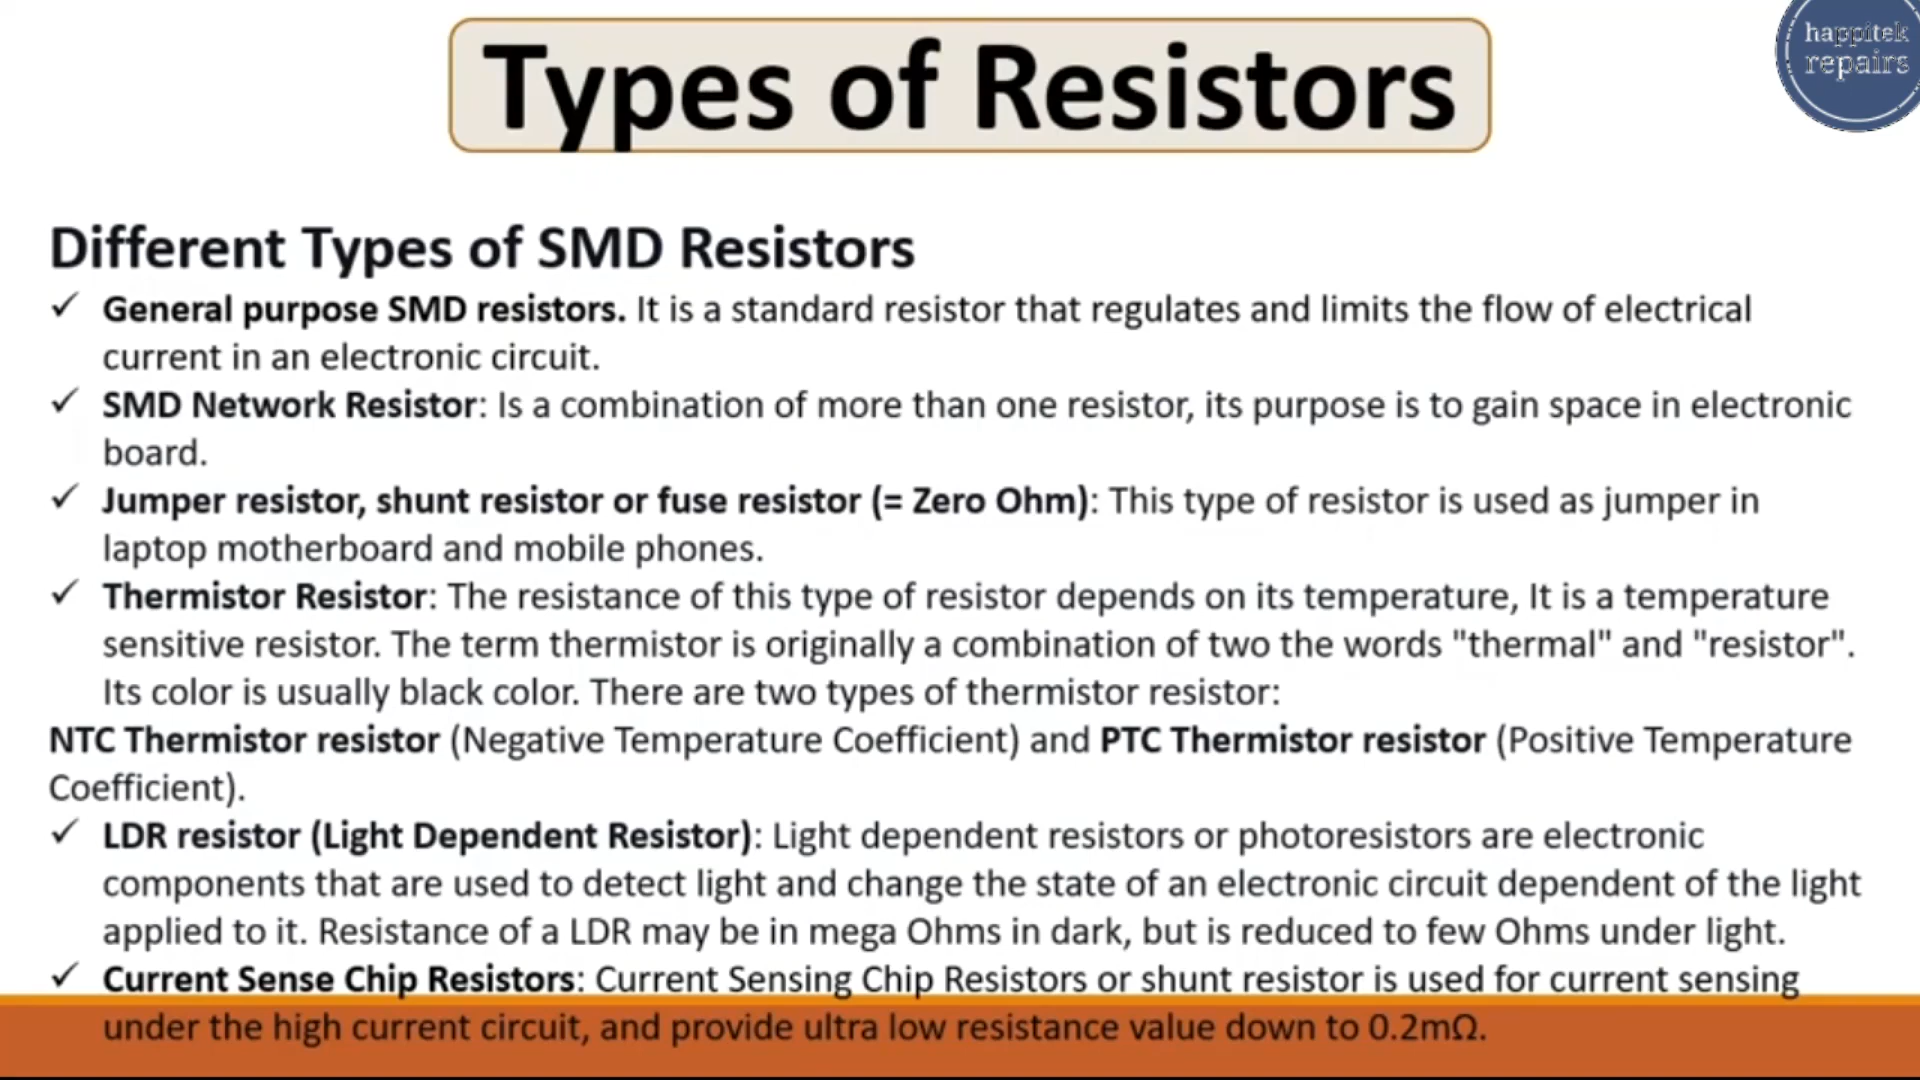 Types of Resistors
happitek
repairs
Different Types of SMD Resistors
✓ General purpose SMD resistors. It is a standard resistor that regulates and limits the flow of electrical
current in an electronic circuit.
✓ SMD Network Resistor: Is a combination of more than one resistor, its purpose is to gain space in electronic
board.
✓ Jumper resistor, shunt resistor or fuse resistor (= Zero Ohm): This type of resistor is used as jumper in
laptop motherboard and mobile phones.
✓ Thermistor Resistor: The resistance of this type of resistor depends on its temperature, It is a temperature
sensitive resistor. The term thermistor is originally a combination of two the words "thermal" and "resistor".
Its color is usually black color. There are two types of thermistor resistor:
NTC Thermistor resistor (Negative Temperature Coefficient) and PTC Thermistor resistor (Positive Temperature
Coefficient).
✓ LDR resistor (Light Dependent Resistor): Light dependent resistors or photoresistors are electronic
components that are used to detect light and change the state of an electronic circuit dependent of the light
applied to it. Resistance of a LDR may be in mega Ohms in dark, but is reduced to few Ohms under light.
✓ Current Sense Chip Resistors: Current Sensing Chip Resistors or shunt resistor is used for current sensing
under the high current circuit, and provide ultra low resistance value down to 0.2mΩ.